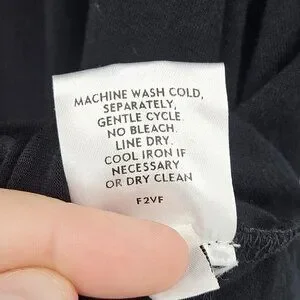 MACHINE WASH COLD,
SEPARATELY,
GENTLE CYCLE.
NO BLEACH.
LINE DRY.
COOL IRON IF
NECESSARY
OR DRY CLEAN
F2VF